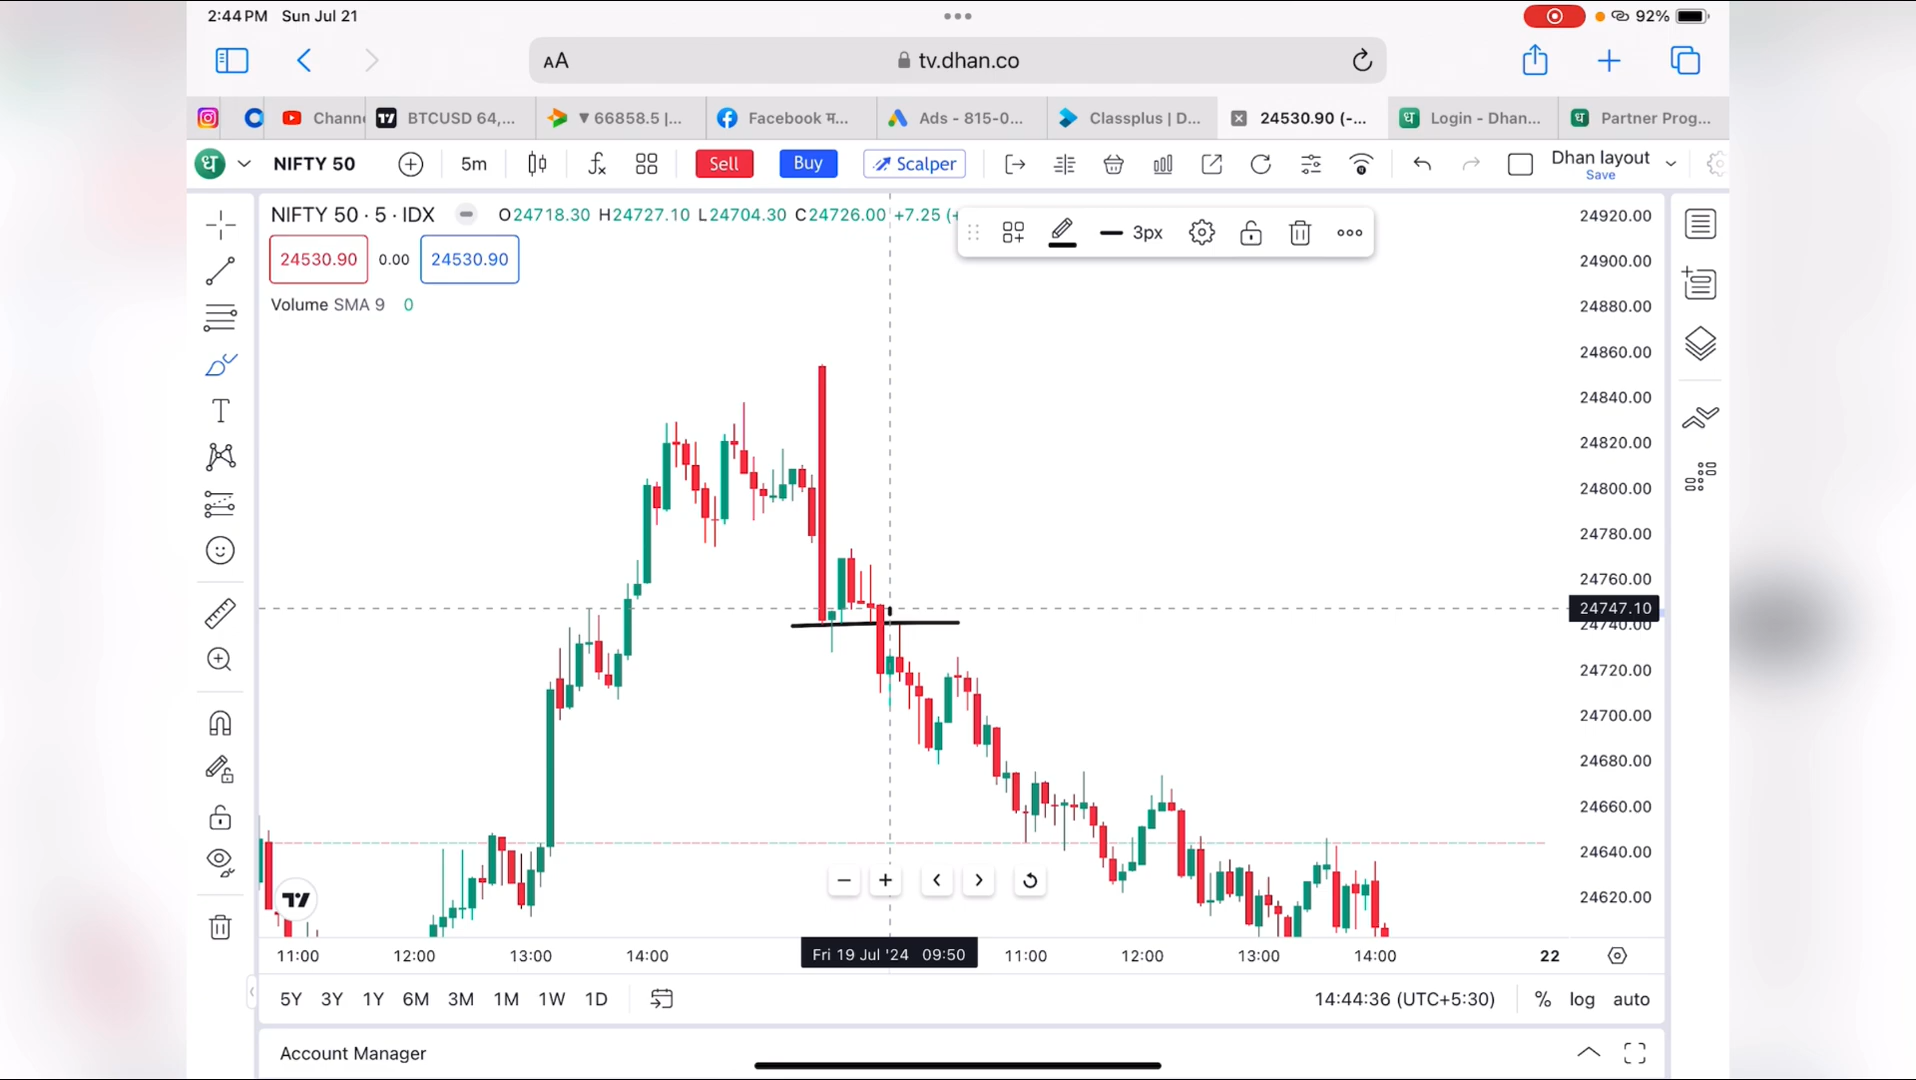 2:44 PM Sun Jul 21
92%
AA
tv.dhan.co
Channe
BTCUSD 64,...
▼ 66858.5 |...
Facebook म...
Ads - 815-0...
Classplus | D...
24530.90 (-...
Login - Dhan...
Partner Prog...
ध
NIFTY 50
5m
Sell
Buy
Scalper
Dhan layout
Save
NIFTY 50 · 5 · IDX
O24718.30 H24727.10 L24704.30 C24726.00 +7.25 (+
3px
24530.90
0.00
24530.90
Volume SMA 9 0
24920.00
24900.00
24880.00
24860.00
24840.00
24820.00
24800.00
24780.00
24760.00
24747.10
24740.00
24720.00
24700.00
24680.00
24660.00
24640.00
24620.00
11:00
12:00
13:00
14:00
Fri 19 Jul '24 09:50
11:00
12:00
13:00
14:00
22
5Y 3Y 1Y 6M 3M 1M 1W 1D
14:44:36 (UTC+5:30)
% log auto
Account Manager